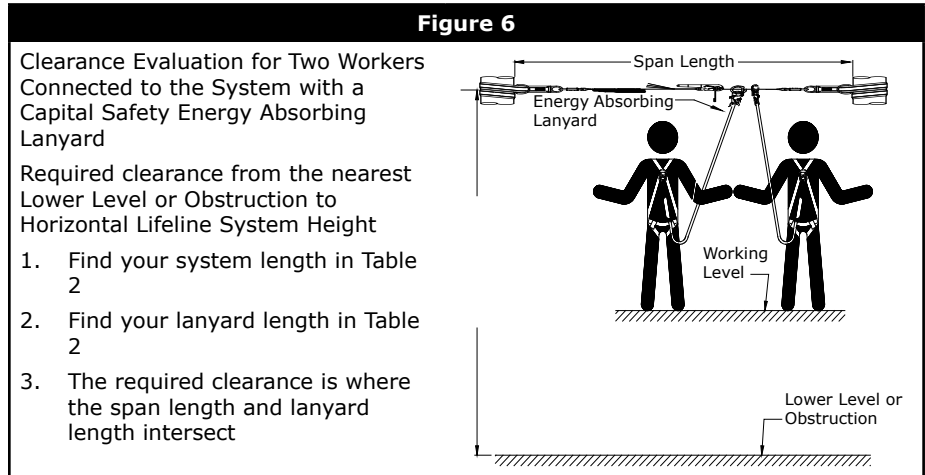 Figure 6
Clearance Evaluation for Two Workers
Connected to the System with a
Capital Safety Energy Absorbing
Lanyard
Required clearance from the nearest
Lower Level or Obstruction to
Horizontal Lifeline System Height
1. Find your system length in Table
2
2. Find your lanyard length in Table
2
3. The required clearance is where
the span length and lanyard
length intersect
Span Length
Energy Absorbing
Lanyard
Working
Level
Lower Level or
Obstruction